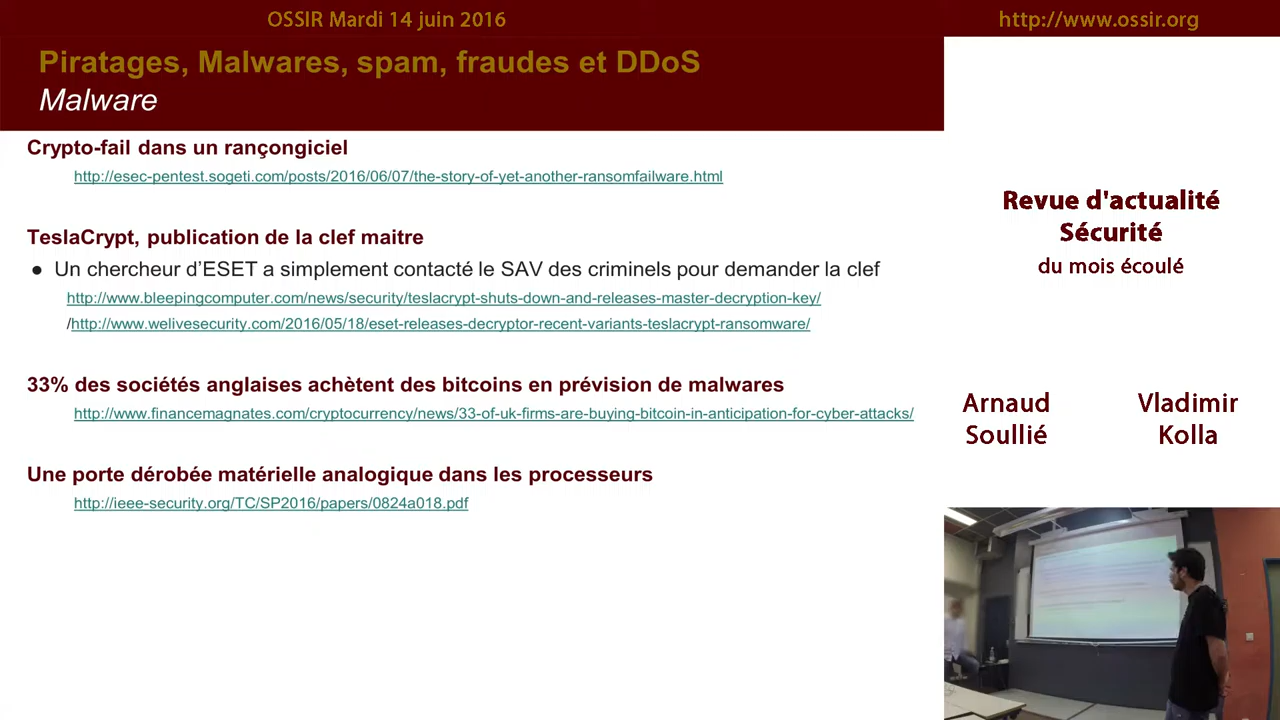 OSSIR Mardi 14 juin 2016
http://www.ossir.org
Piratages, Malwares, spam, fraudes et DDoS
Malware
Crypto-fail dans un rançongiciel
http://esec-pentest.sogeti.com/posts/2016/06/07/the-story-of-yet-another-ransomfailware.html
TeslaCrypt, publication de la clef maitre
● Un chercheur d'ESET a simplement contacté le SAV des criminels pour demander la clef
http://www.bleepingcomputer.com/news/security/teslacrypt-shuts-down-and-releases-master-decryption-key/
/http://www.welivesecurity.com/2016/05/18/eset-releases-decryptor-recent-variants-teslacrypt-ransomware/
33% des sociétés anglaises achètent des bitcoins en prévision de malwares
http://www.financemagnates.com/cryptocurrency/news/33-of-uk-firms-are-buying-bitcoin-in-anticipation-for-cyber-attacks/
Une porte dérobée matérielle analogique dans les processeurs
http://ieee-security.org/TC/SP2016/papers/0824a018.pdf
Revue d'actualité
Sécurité
du mois écoulé
Arnaud
Soullié
Vladimir
Kolla